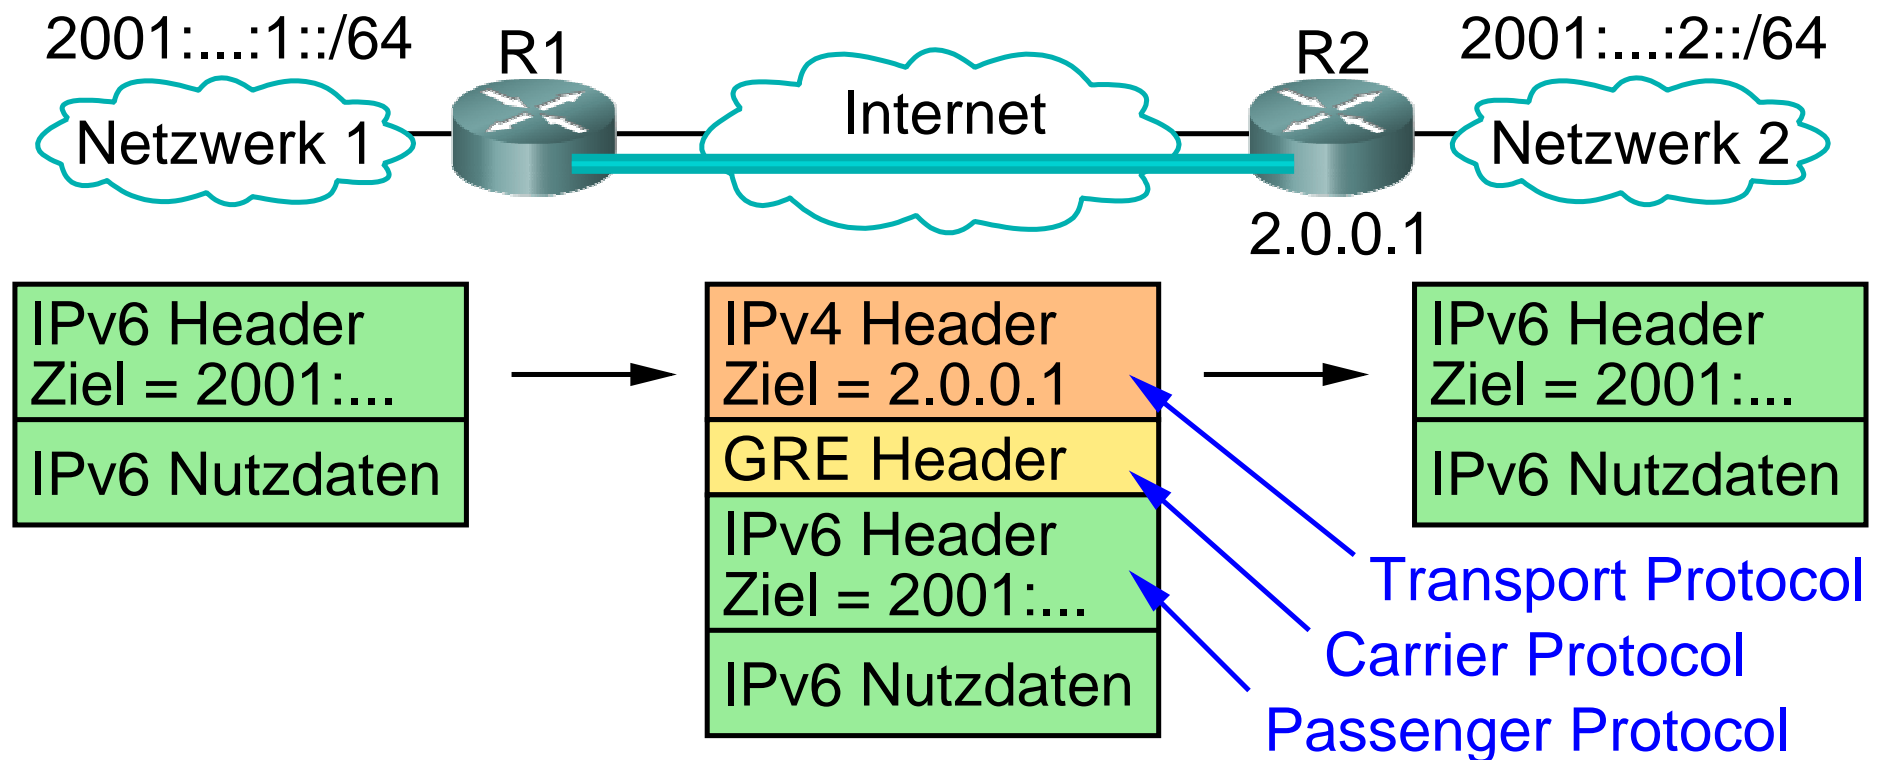 2001:...:1::/64
R1
R2
2001:...:2::/64
Netzwerk 1
Internet
Netzwerk 2
2.0.0.1
IPv6 Header
Ziel = 2001:...
IPv6 Nutzdaten
IPv4 Header
Ziel = 2.0.0.1
GRE Header
IPv6 Header
Ziel = 2001:...
IPv6 Nutzdaten
IPv6 Header
Ziel = 2001:...
IPv6 Nutzdaten
Transport Protocol
Carrier Protocol
Passenger Protocol